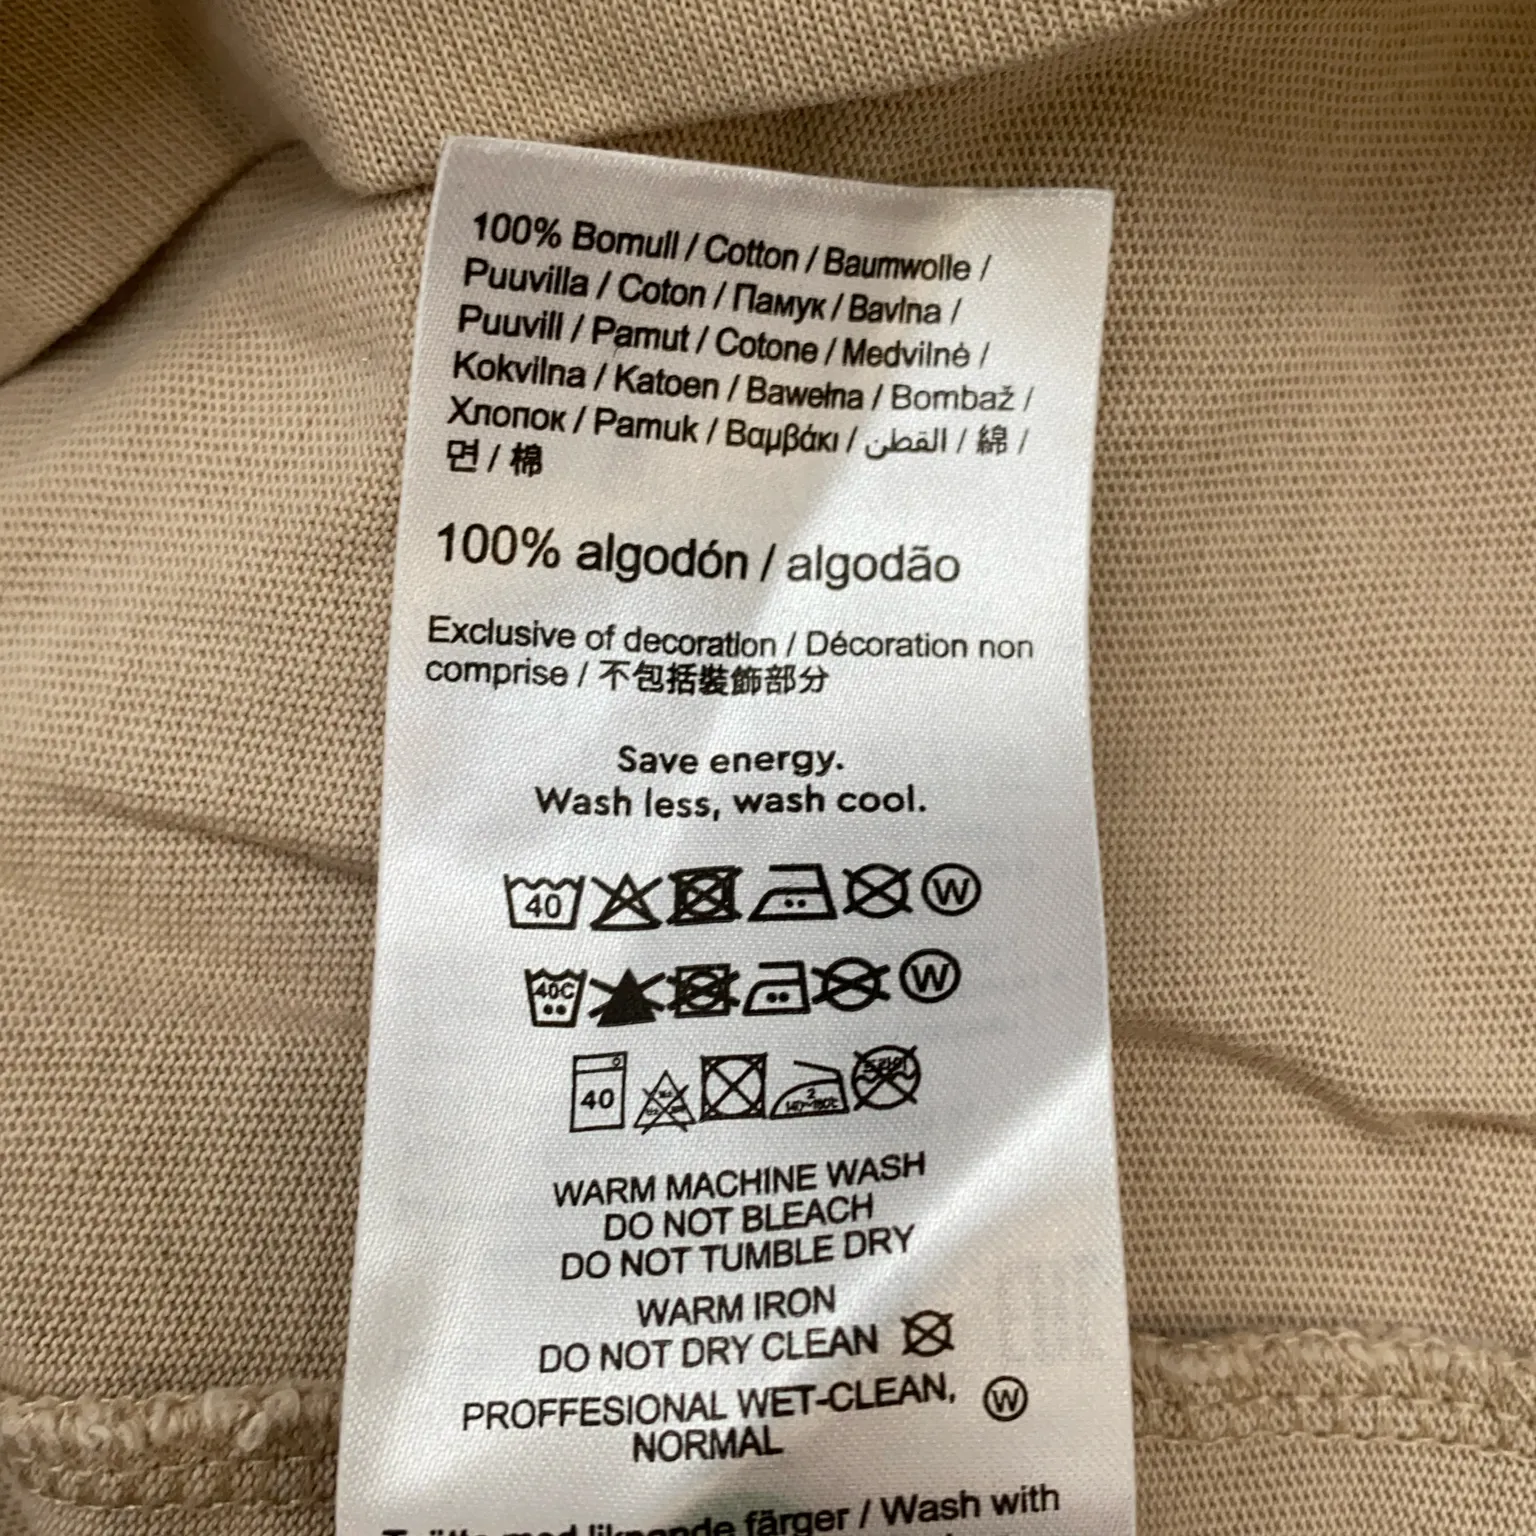 100% Bomull / Cotton / Baumwolle /
Puuvilla / Coton / Памук / Bavlna /
Puuvill / Pamut / Cotone / Medvilnė /
Kokvilna / Katoen / Bawełna / Bombaž /
Хлопок / Pamuk / Βαμβάκι / القطن / 綿 /
면 / 棉
100% algodón / algodão
Exclusive of decoration / Décoration non
comprise / 不包括裝飾部分
Save energy.
Wash less, wash cool.
40 W
40C W
40 2
WARM MACHINE WASH
DO NOT BLEACH
DO NOT TUMBLE DRY
WARM IRON
DO NOT DRY CLEAN
PROFFESIONAL WET-CLEAN, W
NORMAL
med liknande färger / Wash with